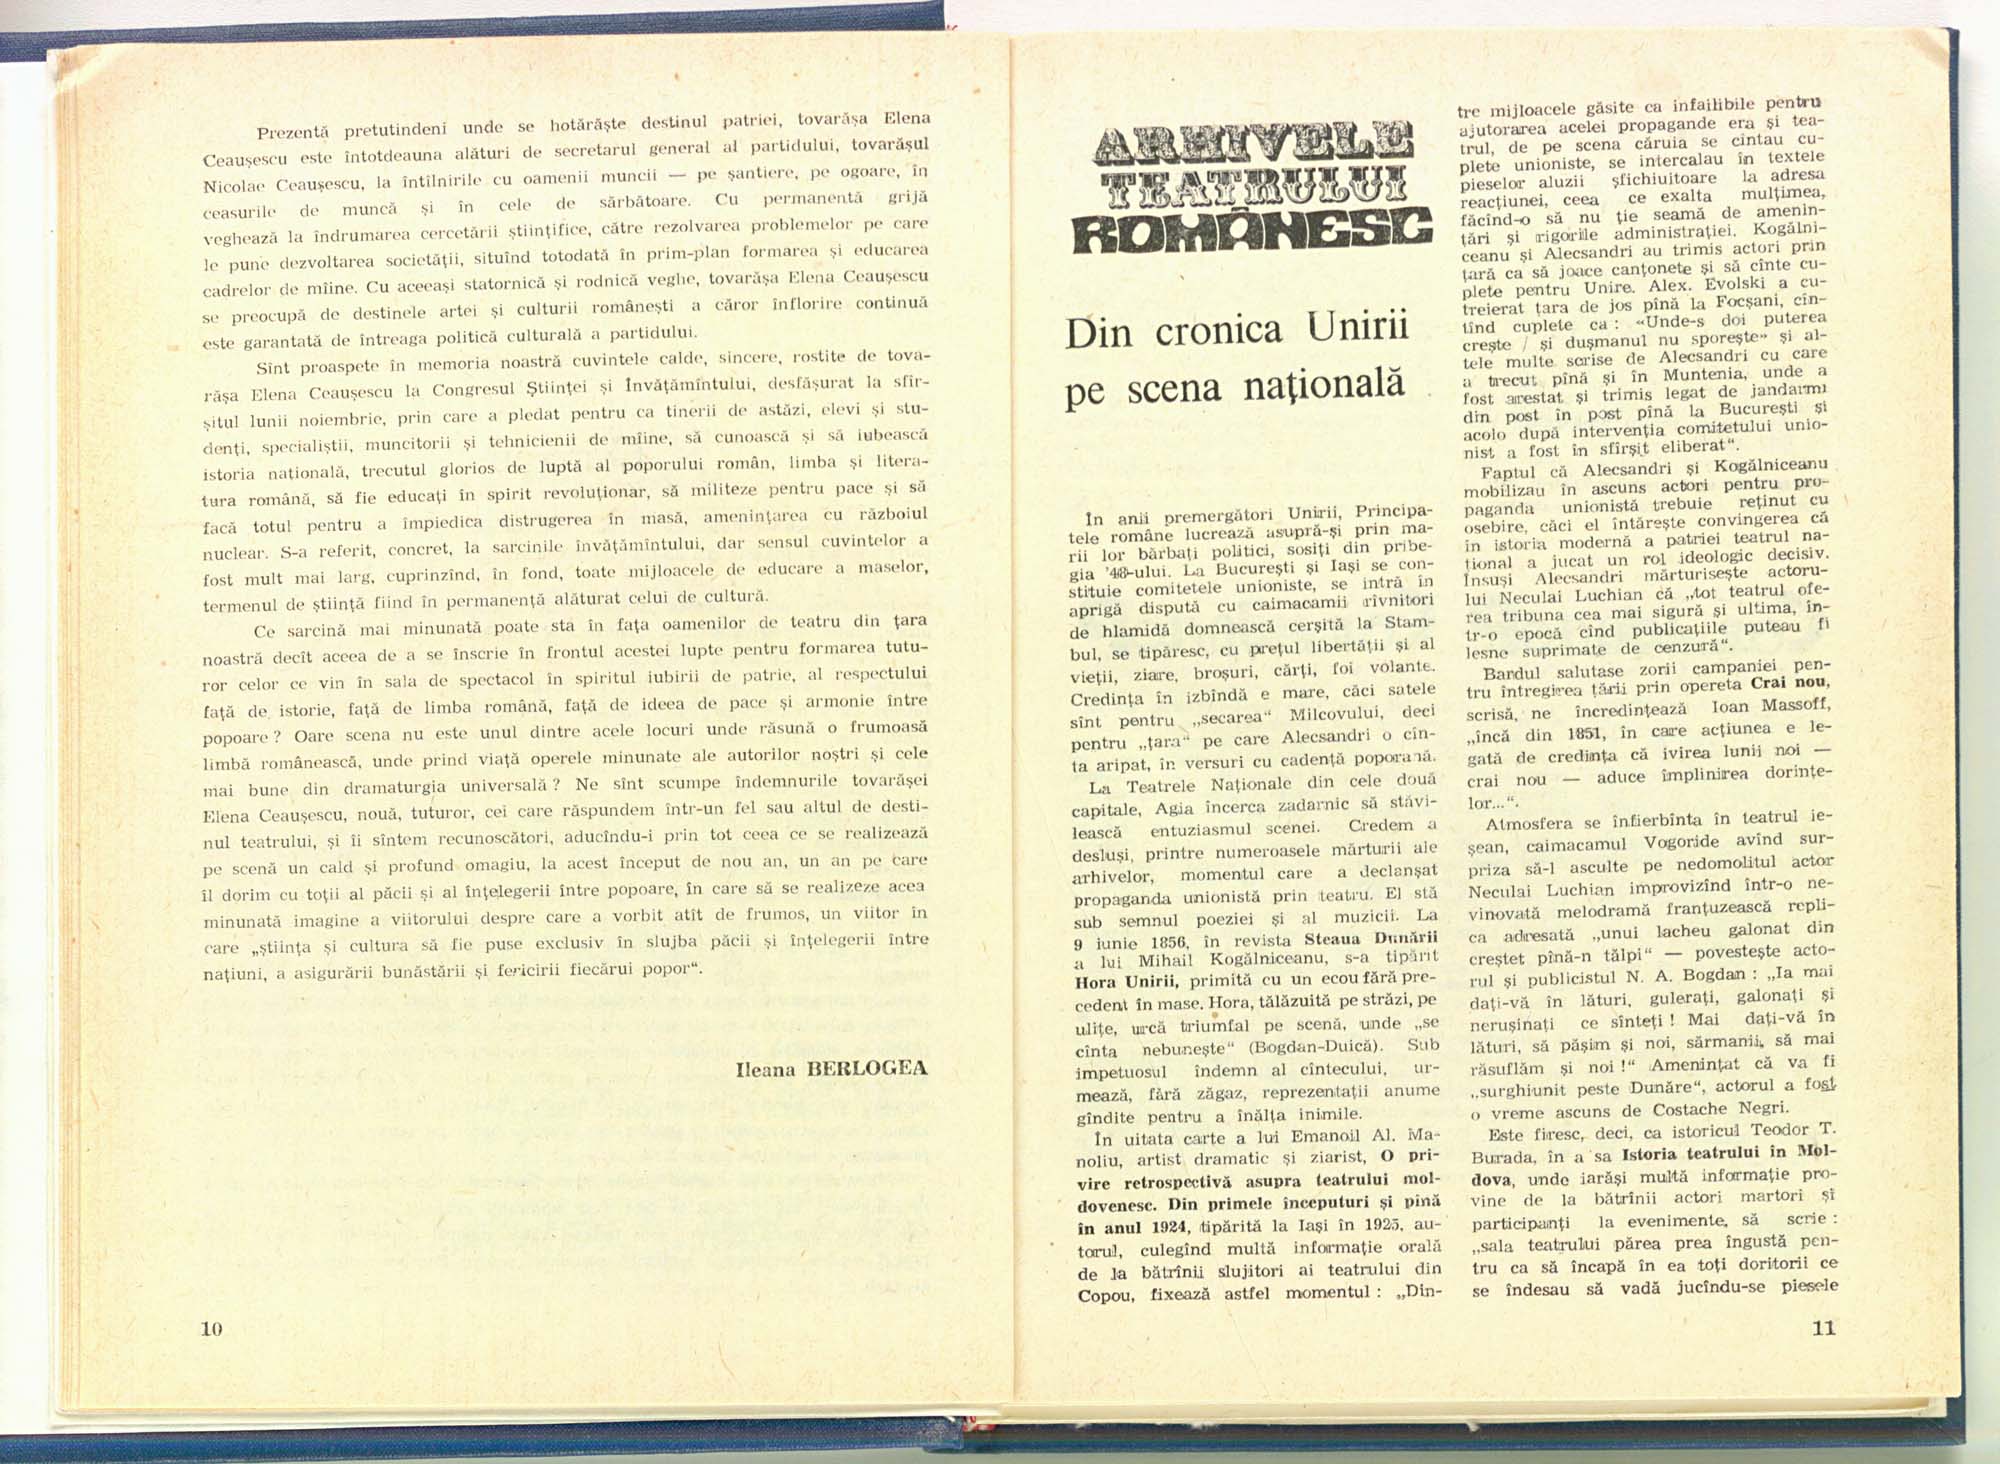 Prezentă pretutindeni unde se hotărăște destinul patriei, tovarășa Elena
Ceaușescu este întotdeauna alături de secretarul general al partidului, tovarășul
Nicolae Ceaușescu, la întîlnirile cu oamenii muncii — pe șantiere, pe ogoare, în
ceasurile de muncă și în cele de sărbătoare. Cu permanentă grijă
veghează la îndrumarea cercetării științifice, către rezolvarea problemelor pe care
le pune dezvoltarea societății, situînd totodată în prim-plan formarea și educarea
cadrelor de mîine. Cu aceeași statornică și rodnică veghe, tovarășa Elena Ceaușescu
se preocupă de destinele artei și culturii românești a căror înflorire continuă
este garantată de întreaga politică culturală a partidului.
Sînt proaspete în memoria noastră cuvintele calde, sincere, rostite de tova-
rășa Elena Ceaușescu la Congresul Științei și Învățămîntului, desfășurat la sfîr-
șitul lunii noiembrie, prin care a pledat pentru ca tinerii de astăzi, elevi și stu-
denți, specialiștii, muncitorii și tehnicienii de mîine, să cunoască și să iubească
istoria națională, trecutul glorios de luptă al poporului român, limba și litera-
tura română, să fie educați în spirit revoluționar, să militeze pentru pace și să
facă totul pentru a împiedica distrugerea în masă, amenințarea cu războiul
nuclear. S-a referit, concret, la sarcinile învățămîntului, dar sensul cuvintelor a
fost mult mai larg, cuprinzînd, în fond, toate mijloacele de educare a maselor,
termenul de știință fiind în permanență alăturat celui de cultură.
Ce sarcină mai minunată poate sta în fața oamenilor de teatru din țara
noastră decît aceea de a se înscrie în frontul acestei lupte pentru formarea tutu-
ror celor ce vin în sala de spectacol în spiritul iubirii de patrie, al respectului
față de istorie, față de limba română, față de ideea de pace și armonie între
popoare ? Oare scena nu este unul dintre acele locuri unde răsună o frumoasă
limbă românească, unde prind viață operele minunate ale autorilor noștri și cele
mai bune din dramaturgia universală ? Ne sînt scumpe îndemnurile tovarășei
Elena Ceaușescu, nouă, tuturor, cei care răspundem într-un fel sau altul de desti-
nul teatrului, și îi sîntem recunoscători, aducîndu-i prin tot ceea ce se realizează
pe scenă un cald și profund omagiu, la acest început de nou an, un an pe care
îl dorim cu toții al păcii și al înțelegerii între popoare, în care să se realizeze acea
minunată imagine a viitorului despre care a vorbit atît de frumos, un viitor în
care „știința și cultura să fie puse exclusiv în slujba păcii și înțelegerii între
națiuni, a asigurării bunăstării și fericirii fiecărui popor“.
Ileana BERLOGEA
10
ARHIVELE
TEATRULUI
ROMÂNESC
Din cronica Unirii
pe scena națională
În anii premergători Unirii, Principa-
tele române lucrează asupră-și prin ma-
rii lor bărbați politici, sosiți din pribe-
gia '48-ului. La București și Iași se con-
stituie comitetele unioniste, se intră în
aprigă dispută cu caimacamii rîvnitori
de hlamidă domnească cerșită la Stam-
bul, se tipăresc, cu prețul libertății și al
vieții, ziare, broșuri, cărți, foi volante.
Credința în izbîndă e mare, căci satele
sînt pentru „secarea“ Milcovului, deci
pentru „țara“ pe care Alecsandri o cîn-
ta aripat, în versuri cu cadență poporană.
La Teatrele Naționale din cele două
capitale, Agia încerca zadarnic să stăvi-
lească entuziasmul scenei. Credem a
desluși, printre numeroasele mărturii ale
arhivelor, momentul care a declanșat
propaganda unionistă prin teatru. El stă
sub semnul poeziei și al muzicii. La
9 iunie 1856, în revista Steaua Dunării
a lui Mihail Kogălniceanu, s-a tipărit
Hora Unirii, primită cu un ecou fără pre-
cedent în mase. Hora, tălăzuită pe străzi, pe
ulițe, urcă triumfal pe scenă, unde „se
cînta nebunește“ (Bogdan-Duică). Sub
impetuosul îndemn al cîntecului, ur-
mează, fără zăgaz, reprezentații anume
gîndite pentru a înălța inimile.
În uitata carte a lui Emanoil Al. Ma-
noliu, artist dramatic și ziarist, O pri-
vire retrospectivă asupra teatrului mol-
dovenesc. Din primele începuturi și pînă
în anul 1924, tipărită la Iași în 1925, au-
torul, culegînd multă informație orală
de la bătrînii slujitori ai teatrului din
Copou, fixează astfel momentul : „Din-
tre mijloacele găsite ca infailibile pentru
ajutorarea acelei propagande era și tea-
trul, de pe scena căruia se cîntau cu-
plete unioniste, se intercalau în textele
pieselor aluzii șfichiuitoare la adresa
reacțiunei, ceea ce exalta mulțimea,
făcînd-o să nu ție seamă de amenin-
țări și rigorile administrației. Kogălni-
ceanu și Alecsandri au trimis actori prin
țară ca să joace canțonete și să cînte cu-
plete pentru Unire. Alex. Evolski a cu-
treierat țara de jos pînă la Focșani, cîn-
tînd cuplete ca : «Unde-s doi puterea
crește / și dușmanul nu sporește» și al-
tele multe scrise de Alecsandri cu care
a trecut pînă și în Muntenia, unde a
fost arestat și trimis legat de jandarmi
din post în post pînă la București și
acolo după intervenția comitetului unio-
nist a fost în sfîrșit eliberat“.
Faptul că Alecsandri și Kogălniceanu
mobilizau în ascuns actori pentru pro-
paganda unionistă trebuie reținut cu
osebire, căci el întărește convingerea că
în istoria modernă a patriei teatrul na-
țional a jucat un rol ideologic decisiv.
Însuși Alecsandri mărturisește actoru-
lui Neculai Luchian că „tot teatrul ofe-
rea tribuna cea mai sigură și ultima, în-
tr-o epocă cînd publicațiile puteau fi
lesne suprimate de cenzură“.
Bardul salutase zorii campaniei pen-
tru întregirea țării prin opereta Crai nou,
scrisă, ne încredințează Ioan Massoff,
„încă din 1851, în care acțiunea e le-
gată de credința că ivirea lunii noi —
crai nou — aduce împlinirea dorințe-
lor...“.
Atmosfera se înfierbînta în teatrul ie-
șean, caimacamul Vogoride avînd sur-
priza să-l asculte pe nedomolitul actor
Neculai Luchian improvizînd într-o ne-
vinovată melodramă franțuzească repli-
ca adresată „unui lacheu galonat din
creștet pînă-n tălpi“ — povestește acto-
rul și publicistul N. A. Bogdan : „Ia mai
dați-vă în lături, gulerați, galonați și
nerușinați ce sînteți ! Mai dați-vă în
lături, să pășim și noi, sărmanii, să mai
răsuflăm și noi !“ Amenințat că va fi
„surghiunit peste Dunăre“, actorul a fost
o vreme ascuns de Costache Negri.
Este firesc, deci, ca istoricul Teodor T.
Burada, în a sa Istoria teatrului în Mol-
dova, unde iarăși multă informație pro-
vine de la bătrînii actori martori și
participanți la evenimente, să scrie :
„sala teatrului părea prea îngustă pen-
tru ca să încapă în ea toți doritorii ce
se îndesau să vadă jucîndu-se piesele
11